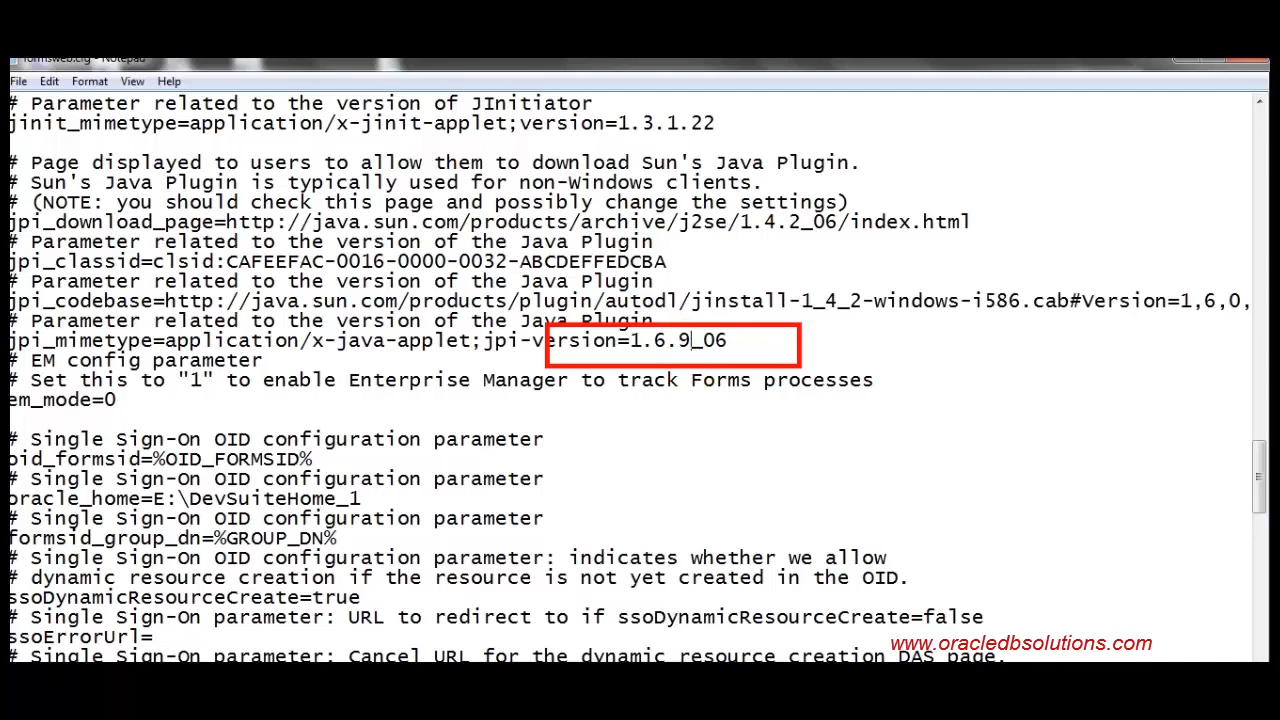 formsweb.cfg - Notepad
File Edit Format View Help
# Parameter related to the version of JInitiator
jinit_mimetype=application/x-jinit-applet;version=1.3.1.22
# Page displayed to users to allow them to download Sun's Java Plugin.
# Sun's Java Plugin is typically used for non-Windows clients.
# (NOTE: you should check this page and possibly change the settings)
jpi_download_page=http://java.sun.com/products/archive/j2se/1.4.2_06/index.html
# Parameter related to the version of the Java Plugin
jpi_classid=clsid:CAFEEFAC-0016-0000-0032-ABCDEFFEDCBA
# Parameter related to the version of the Java Plugin
jpi_codebase=http://java.sun.com/products/plugin/autodl/jinstall-1_4_2-windows-i586.cab#Version=1,6,0,
# Parameter related to the version of the Java Plugin
jpi_mimetype=application/x-java-applet;jpi-version=1.6.9_06
# EM config parameter
# Set this to "1" to enable Enterprise Manager to track Forms processes
em_mode=0
# Single Sign-On OID configuration parameter
oid_formsid=%OID_FORMSID%
# Single Sign-On OID configuration parameter
oracle_home=E:\DevSuiteHome_1
# Single Sign-On OID configuration parameter
formsid_group_dn=%GROUP_DN%
# Single Sign-On OID configuration parameter: indicates whether we allow
# dynamic resource creation if the resource is not yet created in the OID.
ssoDynamicResourceCreate=true
# Single Sign-On parameter: URL to redirect to if ssoDynamicResourceCreate=false
ssoErrorUrl=
# Single Sign-On parameter: Cancel URL for the dynamic resource creation DAS page.
www.oracledbsolutions.com